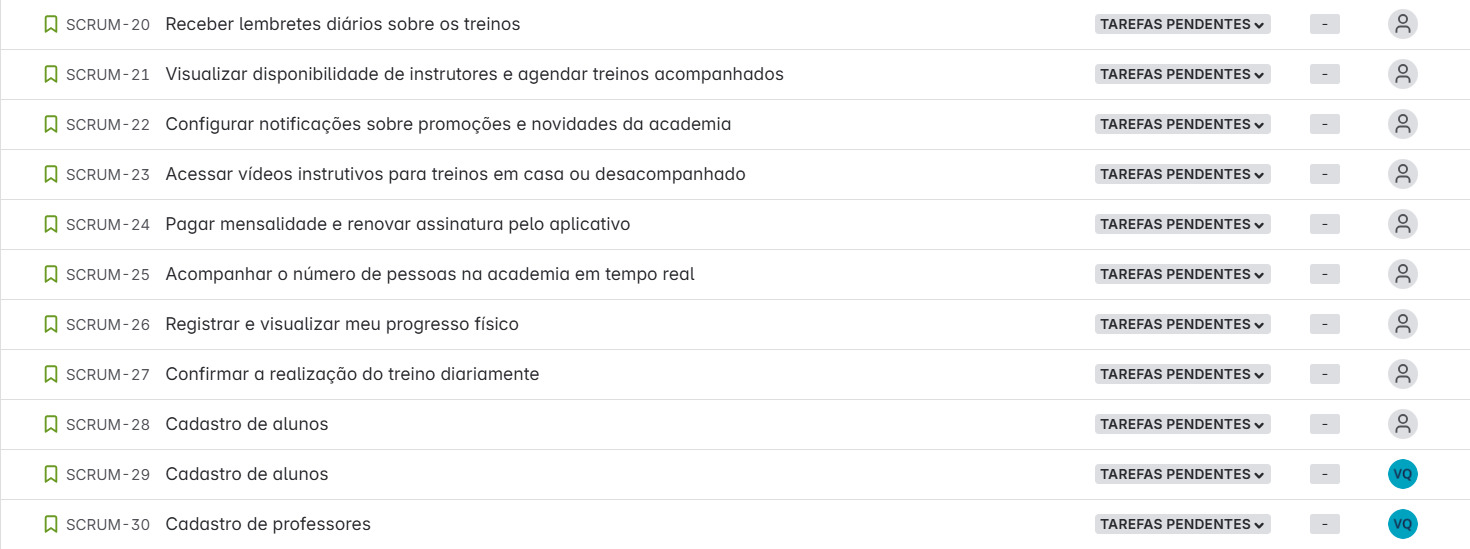 SCRUM-20 Receber lembretes diários sobre os treinos TAREFAS PENDENTES -
SCRUM-21 Visualizar disponibilidade de instrutores e agendar treinos acompanhados TAREFAS PENDENTES -
SCRUM-22 Configurar notificações sobre promoções e novidades da academia TAREFAS PENDENTES -
SCRUM-23 Acessar vídeos instrutivos para treinos em casa ou desacompanhado TAREFAS PENDENTES -
SCRUM-24 Pagar mensalidade e renovar assinatura pelo aplicativo TAREFAS PENDENTES -
SCRUM-25 Acompanhar o número de pessoas na academia em tempo real TAREFAS PENDENTES -
SCRUM-26 Registrar e visualizar meu progresso físico TAREFAS PENDENTES -
SCRUM-27 Confirmar a realização do treino diariamente TAREFAS PENDENTES -
SCRUM-28 Cadastro de alunos TAREFAS PENDENTES -
SCRUM-29 Cadastro de alunos TAREFAS PENDENTES - VQ
SCRUM-30 Cadastro de professores TAREFAS PENDENTES - VQ